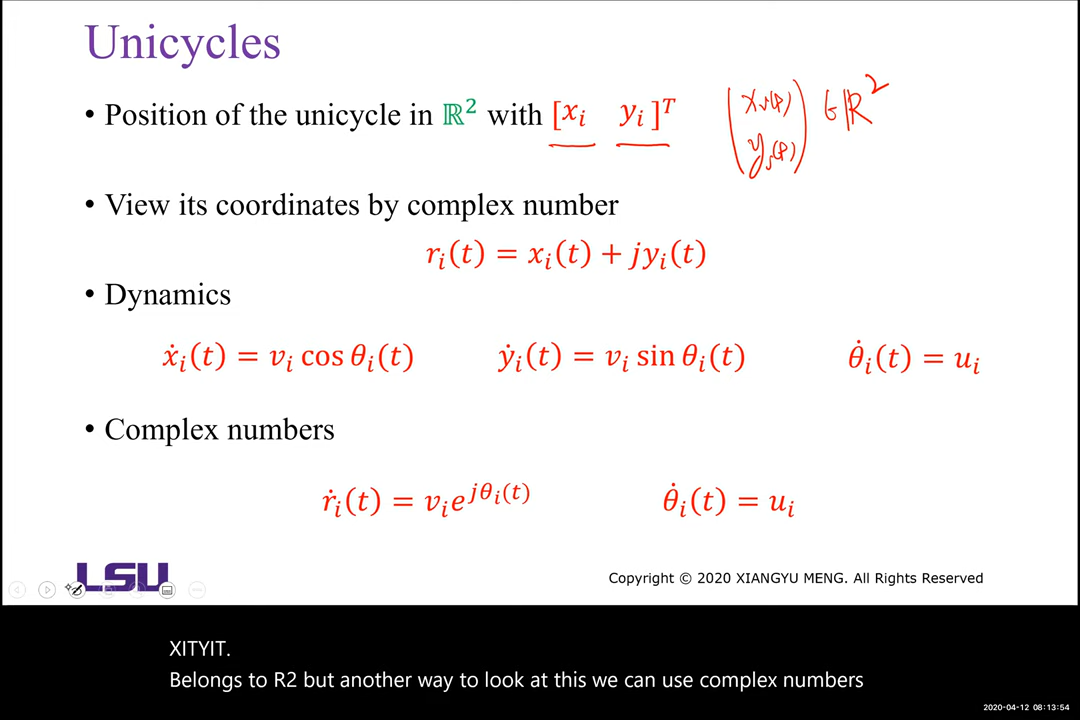 Unicycles
• Position of the unicycle in ℝ² with [xᵢ yᵢ]ᵀ
(xᵢ(t) yᵢ(t)) ∈ ℝ²
• View its coordinates by complex number
rᵢ(t) = xᵢ(t) + jyᵢ(t)
• Dynamics
ẋᵢ(t) = vᵢ cos θᵢ(t) ẏᵢ(t) = vᵢ sin θᵢ(t) θ̇ᵢ(t) = uᵢ
• Complex numbers
ṙᵢ(t) = vᵢe^{jθᵢ(t)} θ̇ᵢ(t) = uᵢ
LSU
Copyright © 2020 XIANGYU MENG. All Rights Reserved
XITYIT.
Belongs to R2 but another way to look at this we can use complex numbers
2020-04-12 08:13:54